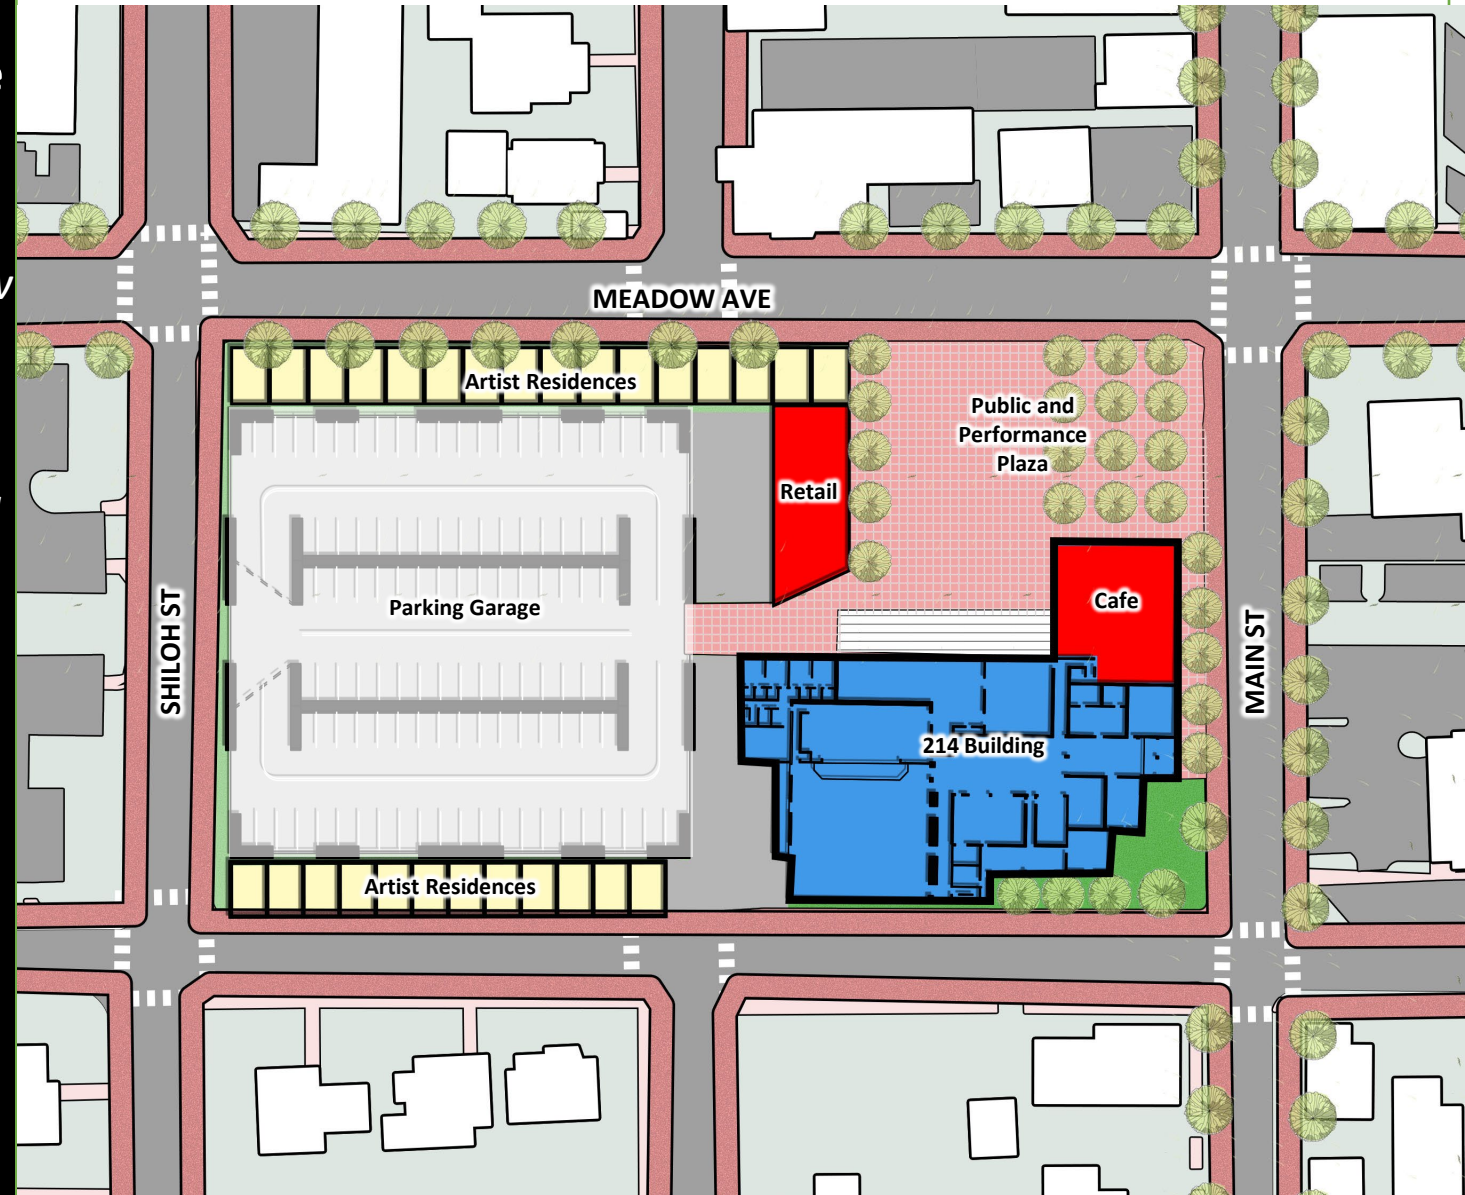 MEADOW AVE
Artist Residences
Public and
Performance
Plaza
Retail
Parking Garage
Cafe
SHILOH ST
MAIN ST
214 Building
Artist Residences